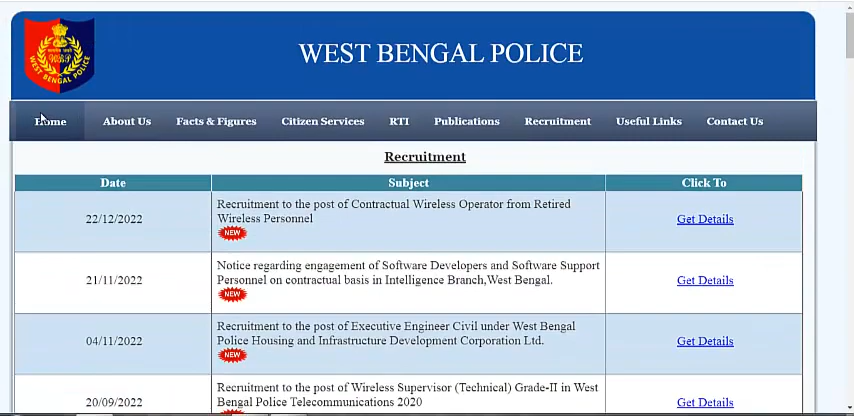 WEST BENGAL POLICE
WEST BENGAL POLICE
Home
About Us
Facts & Figures
Citizen Services
RTI
Publications
Recruitment
Useful Links
Contact Us
Recruitment
Date
Subject
Click To
22/12/2022
Recruitment to the post of Contractual Wireless Operator from Retired
Wireless Personnel
NEW
Get Details
21/11/2022
Notice regarding engagement of Software Developers and Software Support
Personnel on contractual basis in Intelligence Branch,West Bengal.
NEW
Get Details
04/11/2022
Recruitment to the post of Executive Engineer Civil under West Bengal
Police Housing and Infrastructure Development Corporation Ltd.
NEW
Get Details
20/09/2022
Recruitment to the post of Wireless Supervisor (Technical) Grade-II in West
Bengal Police Telecommunications 2020
Get Details